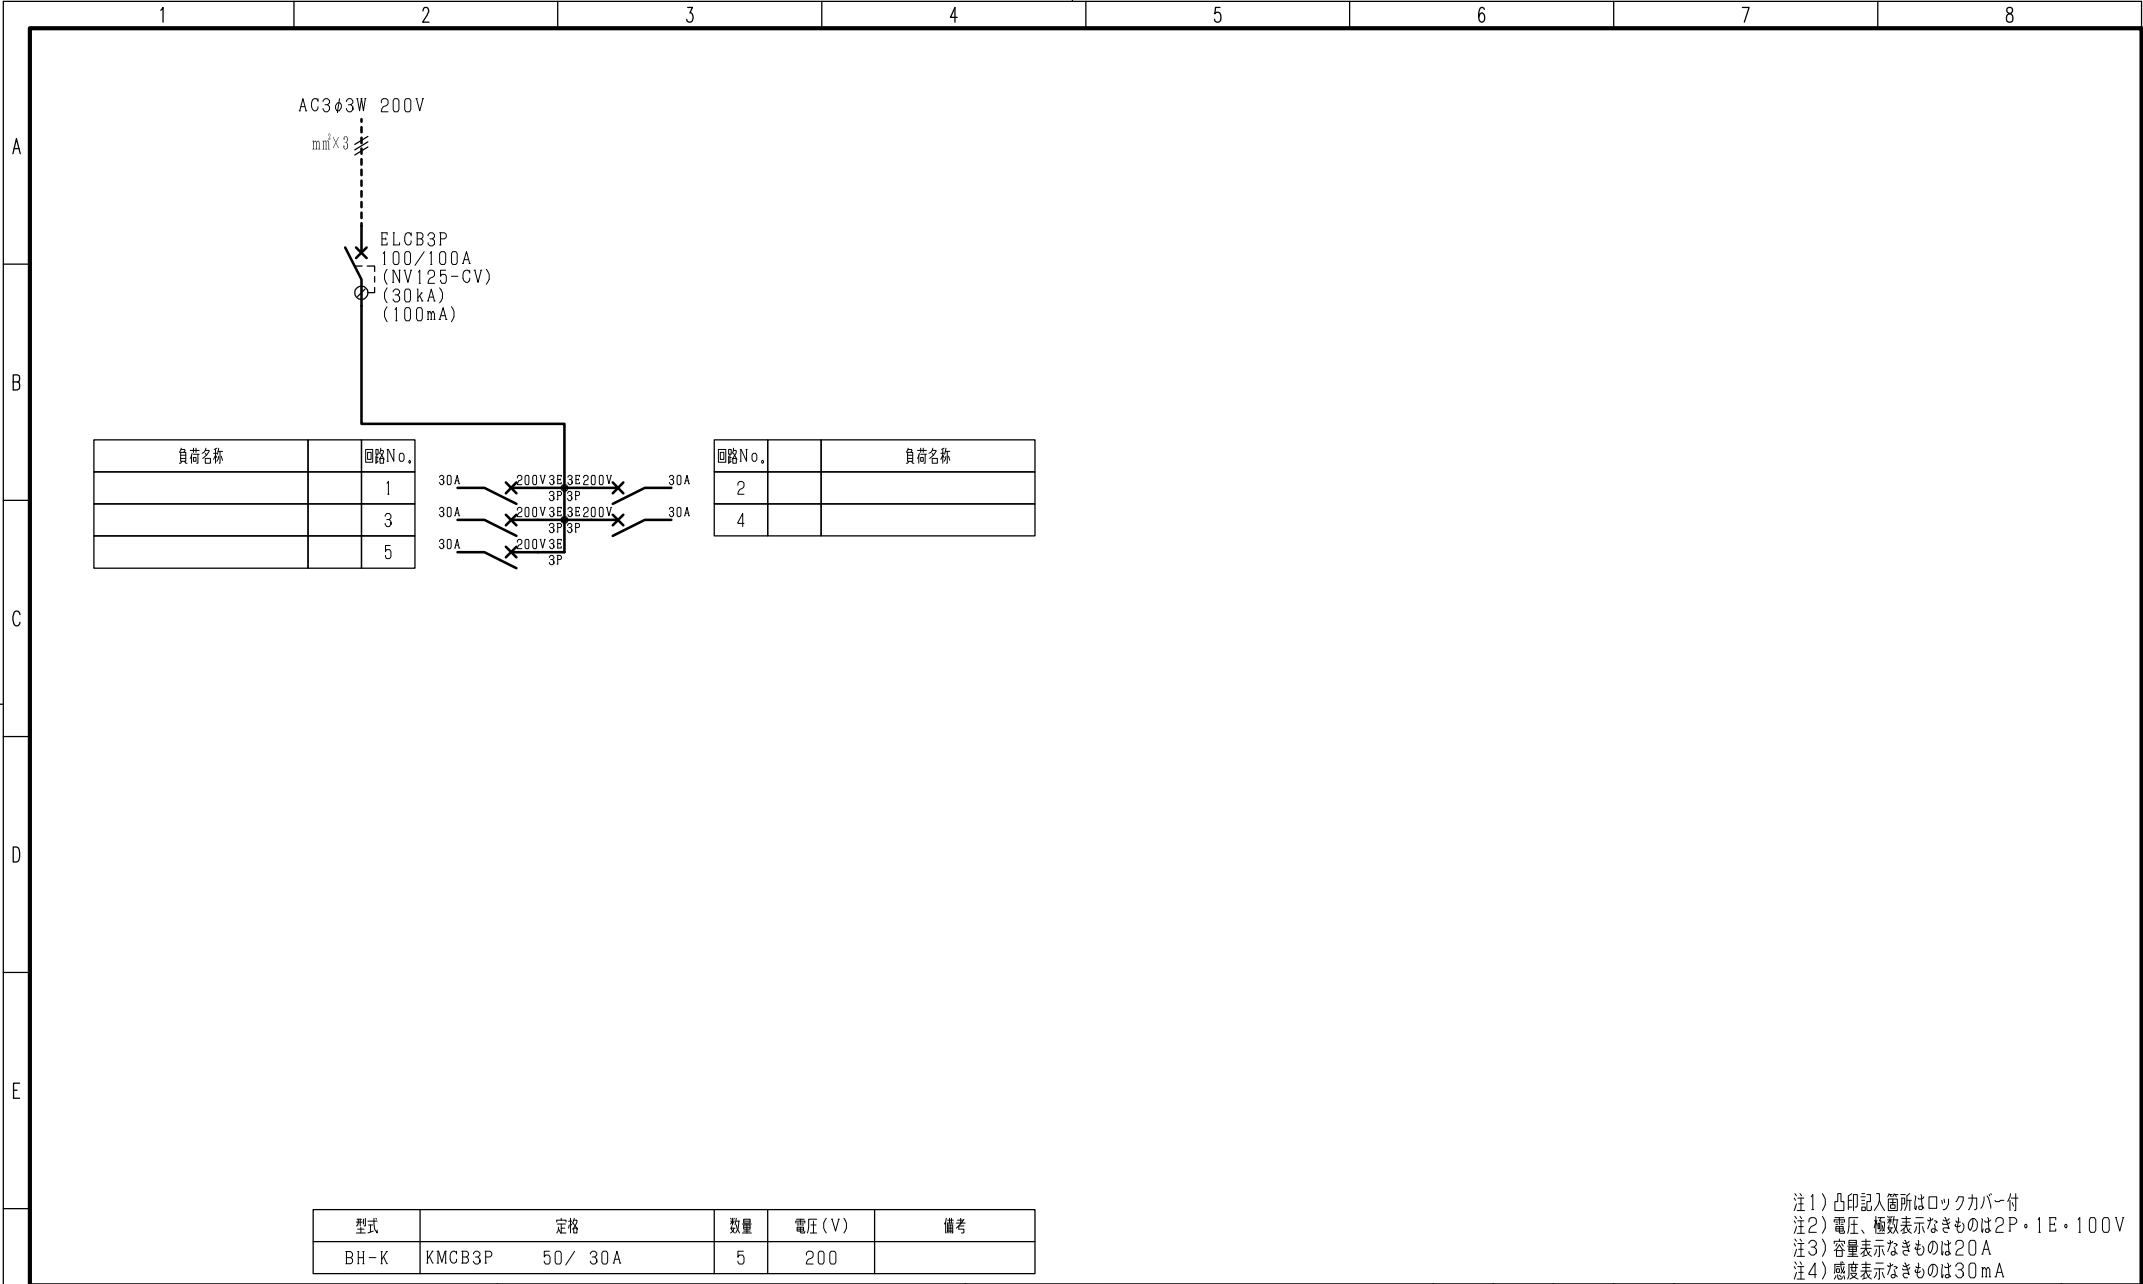 1 2 3 4 5 6 7 8
A
AC3φ3W 200V
mm²×3
ELCB3P
100/100A
(NV125-CV)
(30kA)
(100mA)
B
負荷名称 回路No.
1
3
5
30A 200V3E 3E200V 30A
3P 3P
30A 200V3E 3E200V 30A
3P 3P
30A 200V3E
3P
回路No. 負荷名称
2
4
C
D
E
型式 定格 数量 電圧(V) 備考
BH-K KMCB3P 50/ 30A 5 200
注1)凸印記入箇所はロックカバー付
注2)電圧、極数表示なきものは2P・1E・100V
注3)容量表示なきものは20A
注4)感度表示なきものは30mA